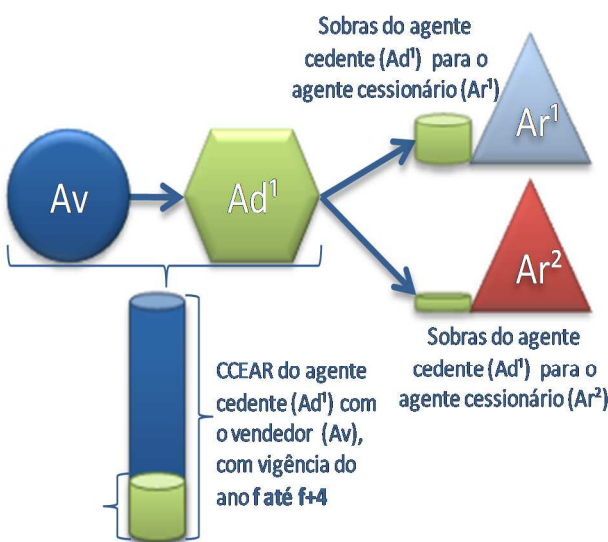 Sobras do agente
cedente (Ad¹) para o
agente cessionário (Ar¹)
Av
Ad¹
Ar¹
Ar²
Sobras do agente
cedente (Ad¹) para o
agente cessionário (Ar²)
CCEAR do agente
cedente (Ad¹) com
o vendedor (Av),
com vigência do
ano f até f+4